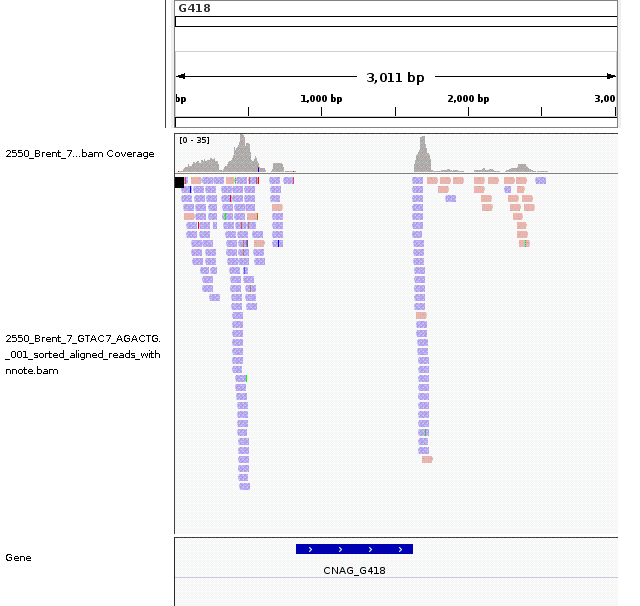 G418
3,011 bp
bp 1,000 bp 2,000 bp 3,00
[0 - 35]
2550_Brent_7...bam Coverage
2550_Brent_7_GTAC7_AGACTG.
_001_sorted_aligned_reads_with
nnote.bam
Gene
CNAG_G418